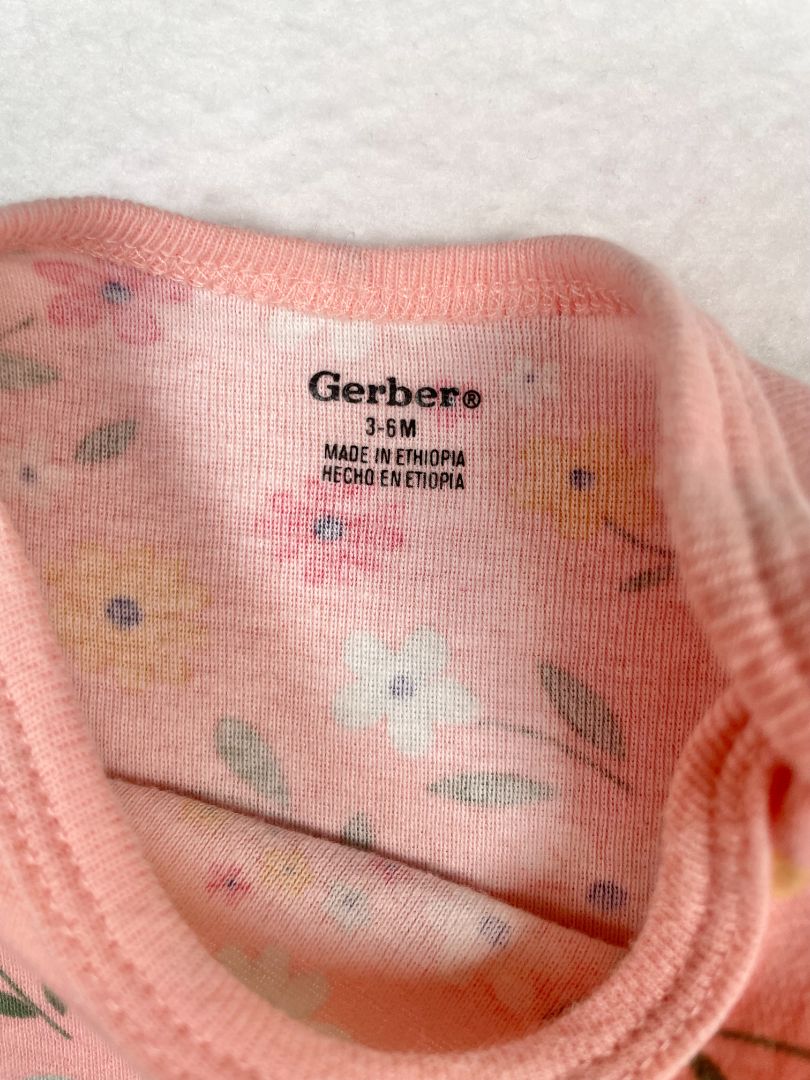 Gerber®
3-6M
MADE IN ETHIOPIA
HECHO EN ETIOPIA